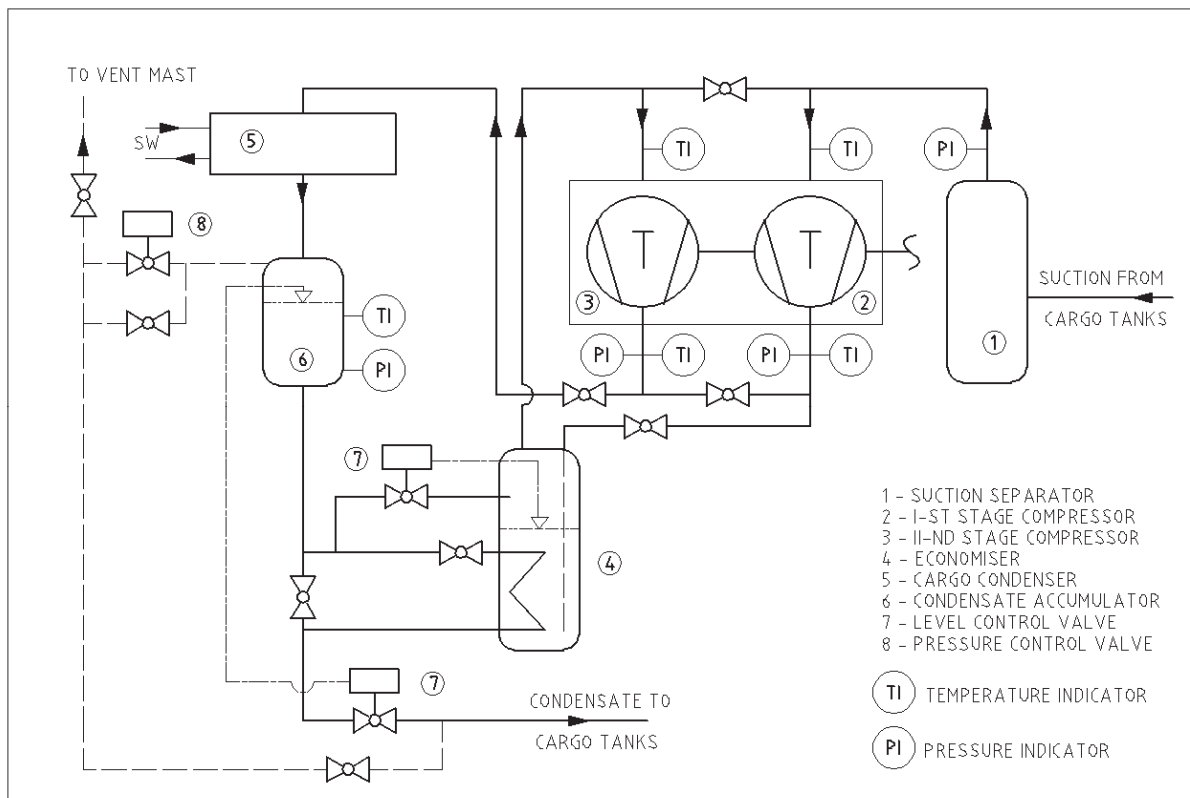 TO VENT MAST
SW
5
8
TI
TI
PI
T
T
3
2
1
SUCTION FROM
CARGO TANKS
TI
PI
6
PI
TI
PI
TI
7
4
7
CONDENSATE TO
CARGO TANKS
1 - SUCTION SEPARATOR
2 - I-ST STAGE COMPRESSOR
3 - II-ND STAGE COMPRESSOR
4 - ECONOMISER
5 - CARGO CONDENSER
6 - CONDENSATE ACCUMULATOR
7 - LEVEL CONTROL VALVE
8 - PRESSURE CONTROL VALVE
TI TEMPERATURE INDICATOR
PI PRESSURE INDICATOR